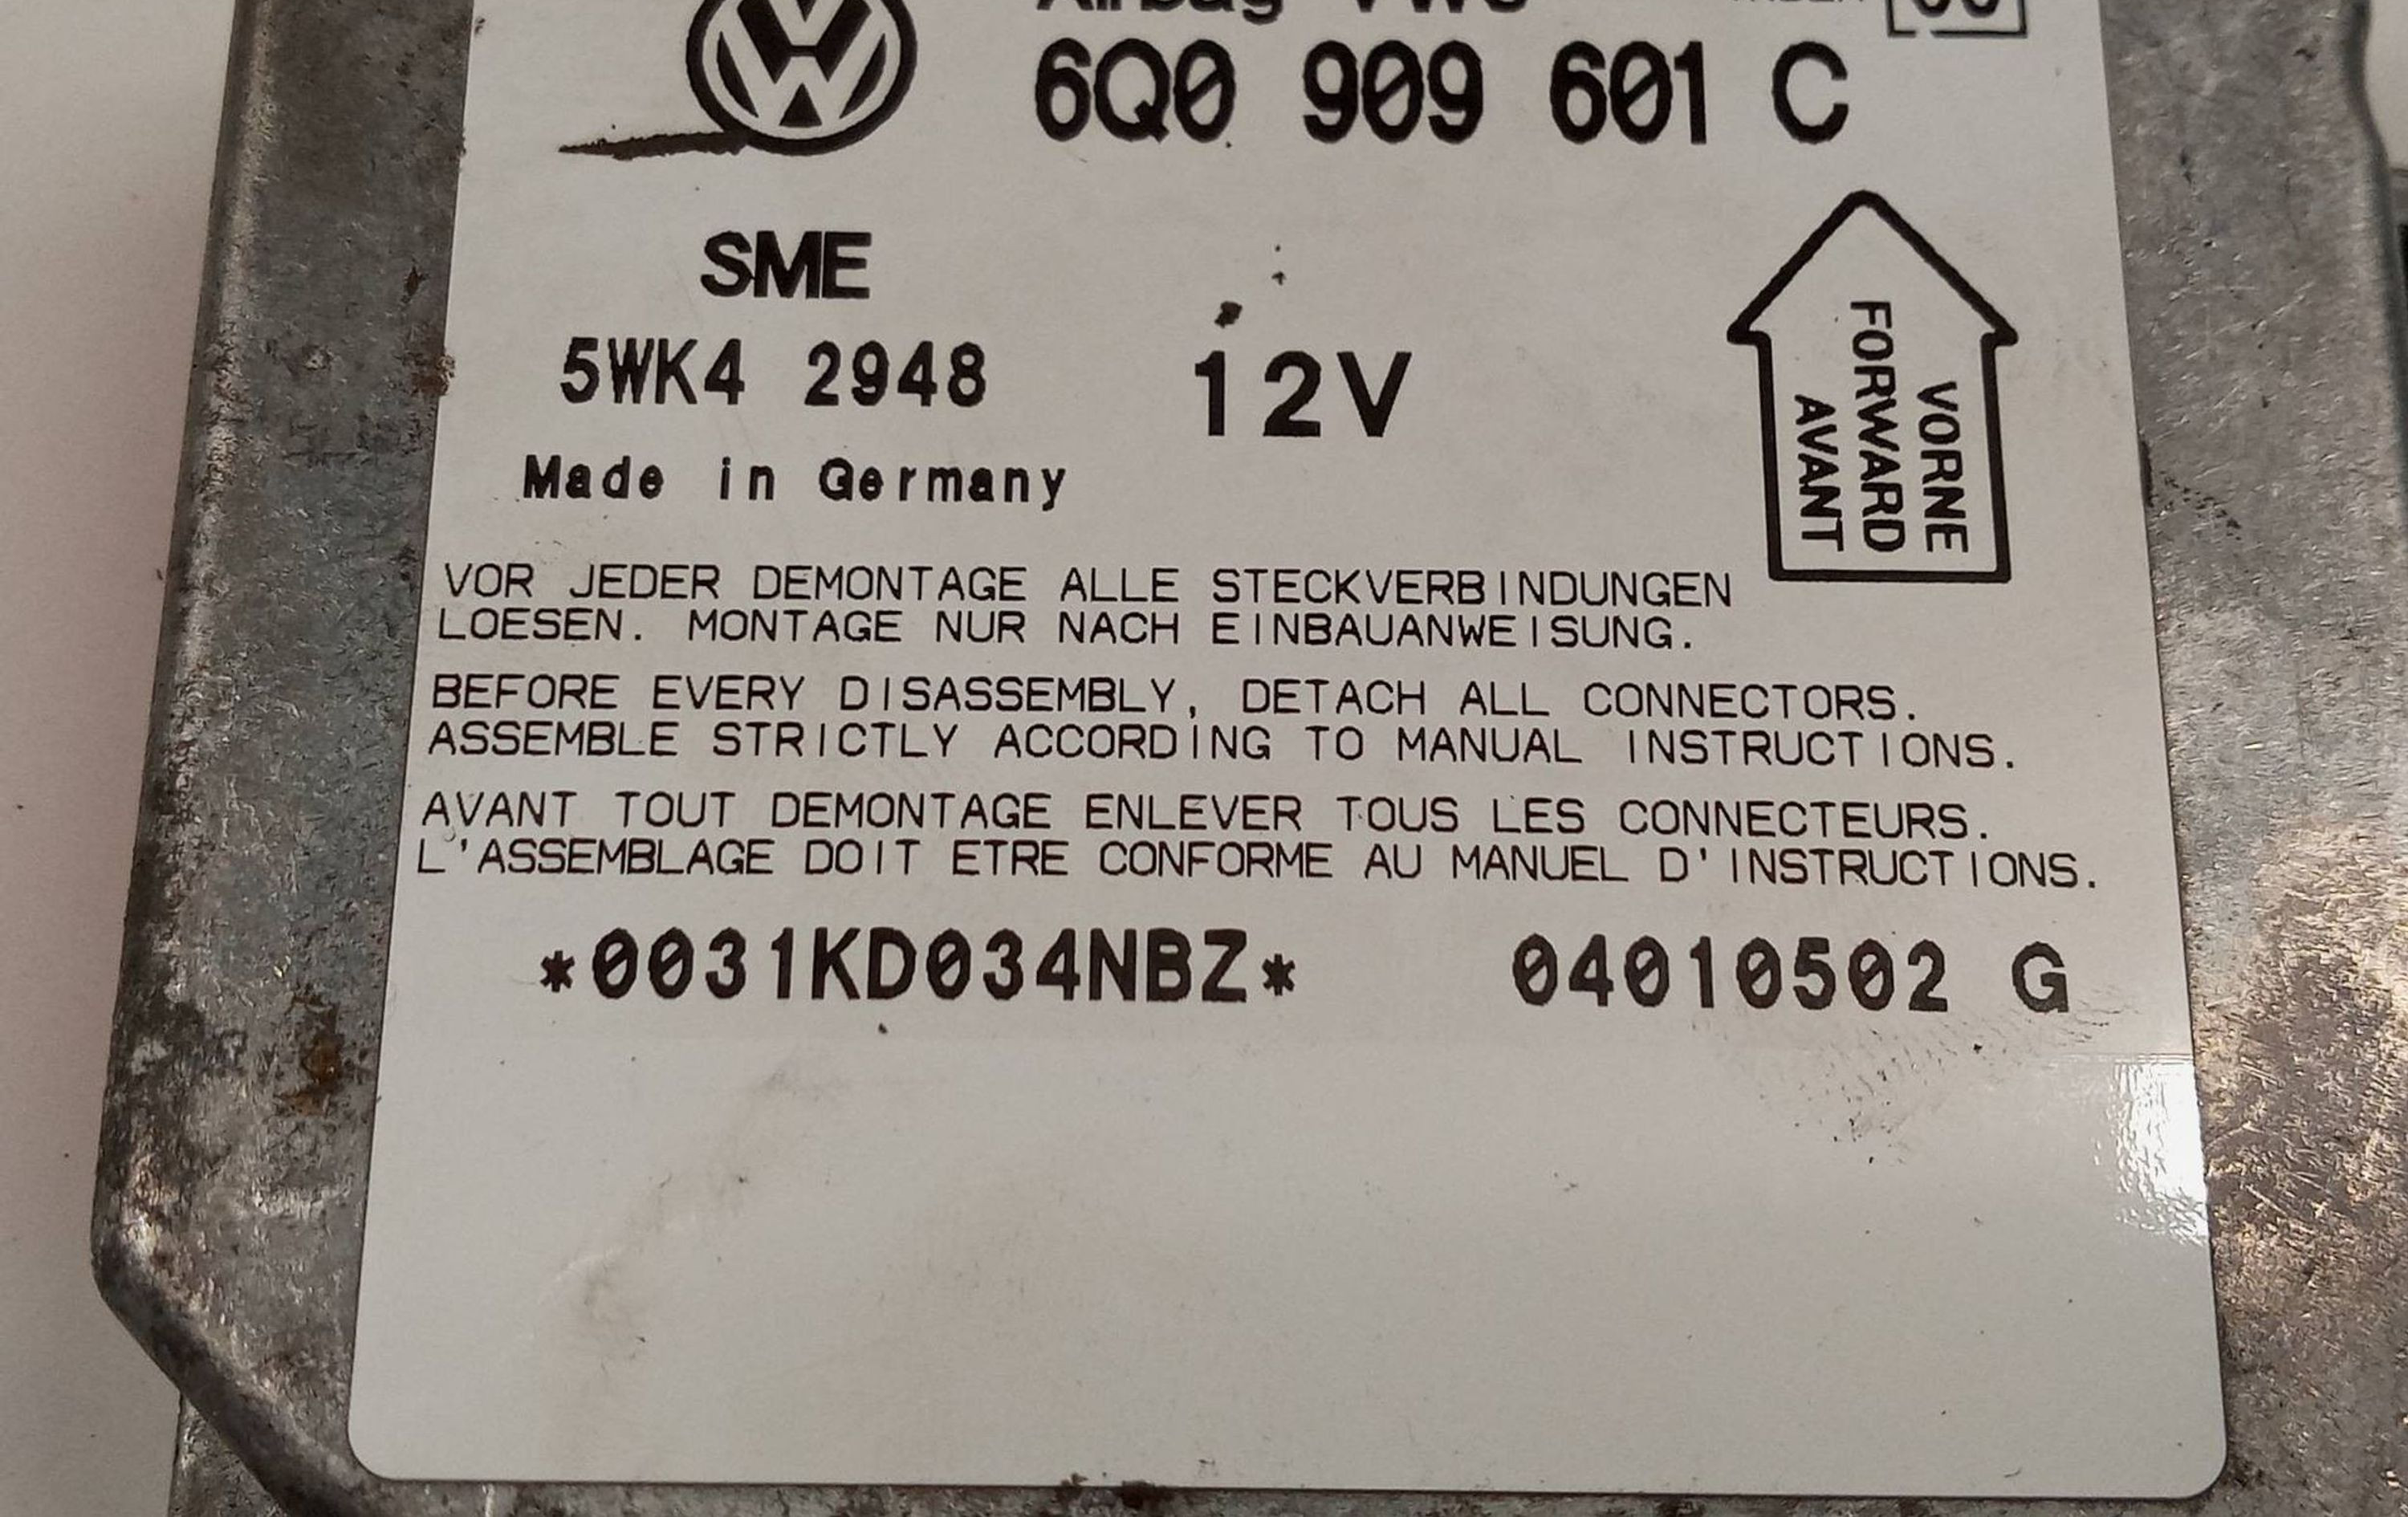 Airbag VW
6Q0 909 601 C
SME
5WK4 2948
12V
VORNE
FORWARD
AVANT
Made in Germany
VOR JEDER DEMONTAGE ALLE STECKVERBINDUNGEN
LOESEN. MONTAGE NUR NACH EINBAUANWEISUNG.
BEFORE EVERY DISASSEMBLY, DETACH ALL CONNECTORS.
ASSEMBLE STRICTLY ACCORDING TO MANUAL INSTRUCTIONS.
AVANT TOUT DEMONTAGE ENLEVER TOUS LES CONNECTEURS.
L'ASSEMBLAGE DOIT ETRE CONFORME AU MANUEL D'INSTRUCTIONS.
*0031KD034NBZ* 04010502 G